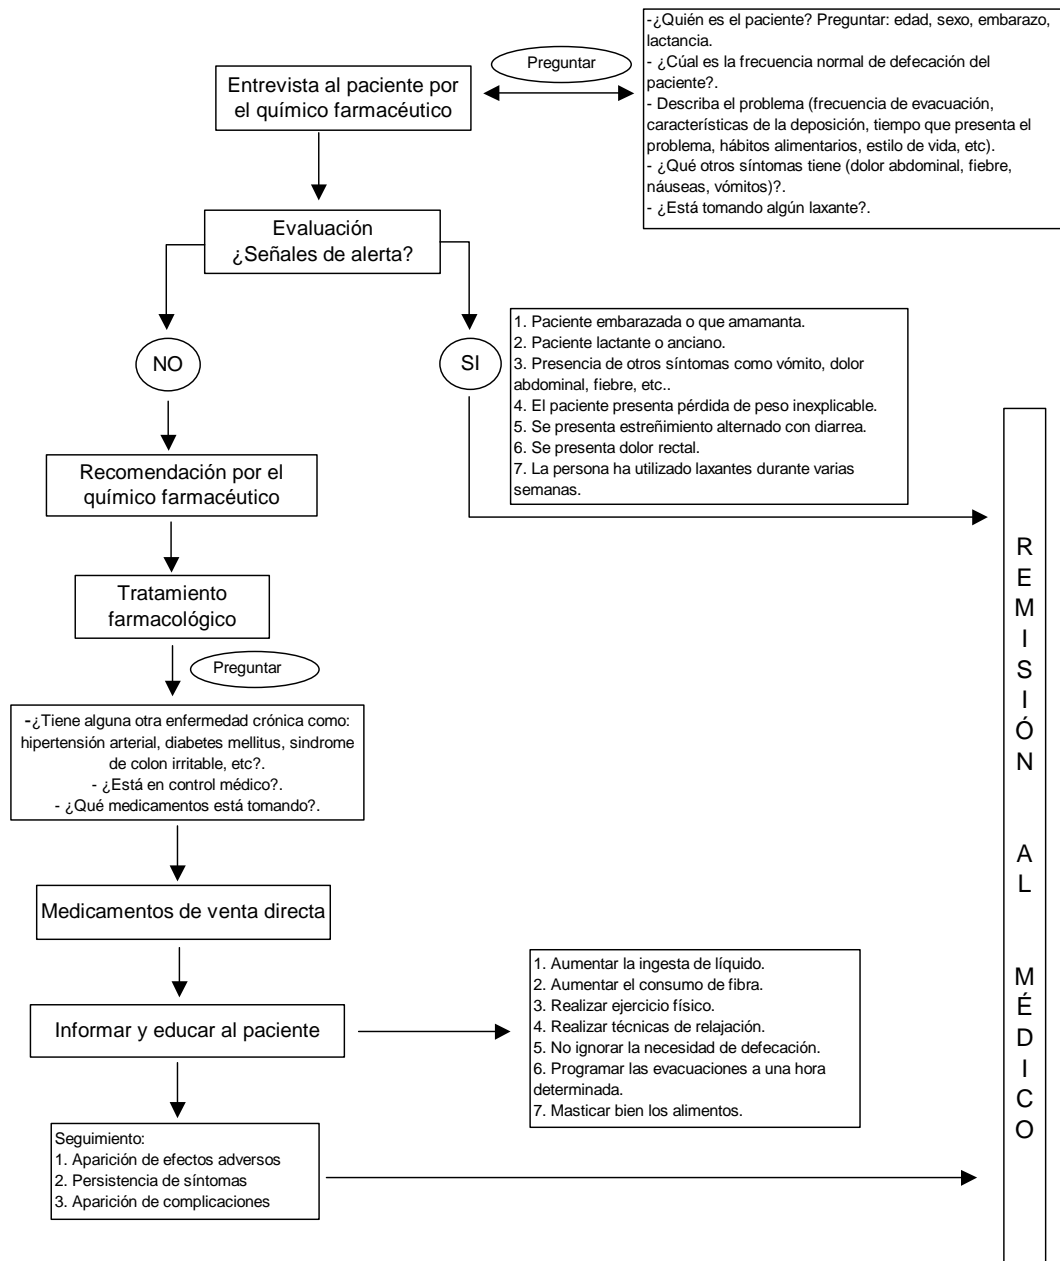 -¿Quién es el paciente? Preguntar: edad, sexo, embarazo,
lactancia.
- ¿Cúal es la frecuencia normal de defecación del
paciente?.
- Describa el problema (frecuencia de evacuación,
características de la deposición, tiempo que presenta el
problema, hábitos alimentarios, estilo de vida, etc).
- ¿Qué otros síntomas tiene (dolor abdominal, fiebre,
náuseas, vómitos)?.
- ¿Está tomando algún laxante?.
Preguntar
Entrevista al paciente por
el químico farmacéutico
Evaluación
¿Señales de alerta?
NO
SI
1. Paciente embarazada o que amamanta.
2. Paciente lactante o anciano.
3. Presencia de otros síntomas como vómito, dolor
abdominal, fiebre, etc..
4. El paciente presenta pérdida de peso inexplicable.
5. Se presenta estreñimiento alternado con diarrea.
6. Se presenta dolor rectal.
7. La persona ha utilizado laxantes durante varias
semanas.
Recomendación por el
químico farmacéutico
Tratamiento
farmacológico
Preguntar
-¿Tiene alguna otra enfermedad crónica como:
hipertensión arterial, diabetes mellitus, sindrome
de colon irritable, etc?.
- ¿Está en control médico?.
- ¿Qué medicamentos está tomando?.
Medicamentos de venta directa
Informar y educar al paciente
1. Aumentar la ingesta de líquido.
2. Aumentar el consumo de fibra.
3. Realizar ejercicio físico.
4. Realizar técnicas de relajación.
5. No ignorar la necesidad de defecación.
6. Programar las evacuaciones a una hora
determinada.
7. Masticar bien los alimentos.
Seguimiento:
1. Aparición de efectos adversos
2. Persistencia de síntomas
3. Aparición de complicaciones
REMISIÓN AL MÉDICO